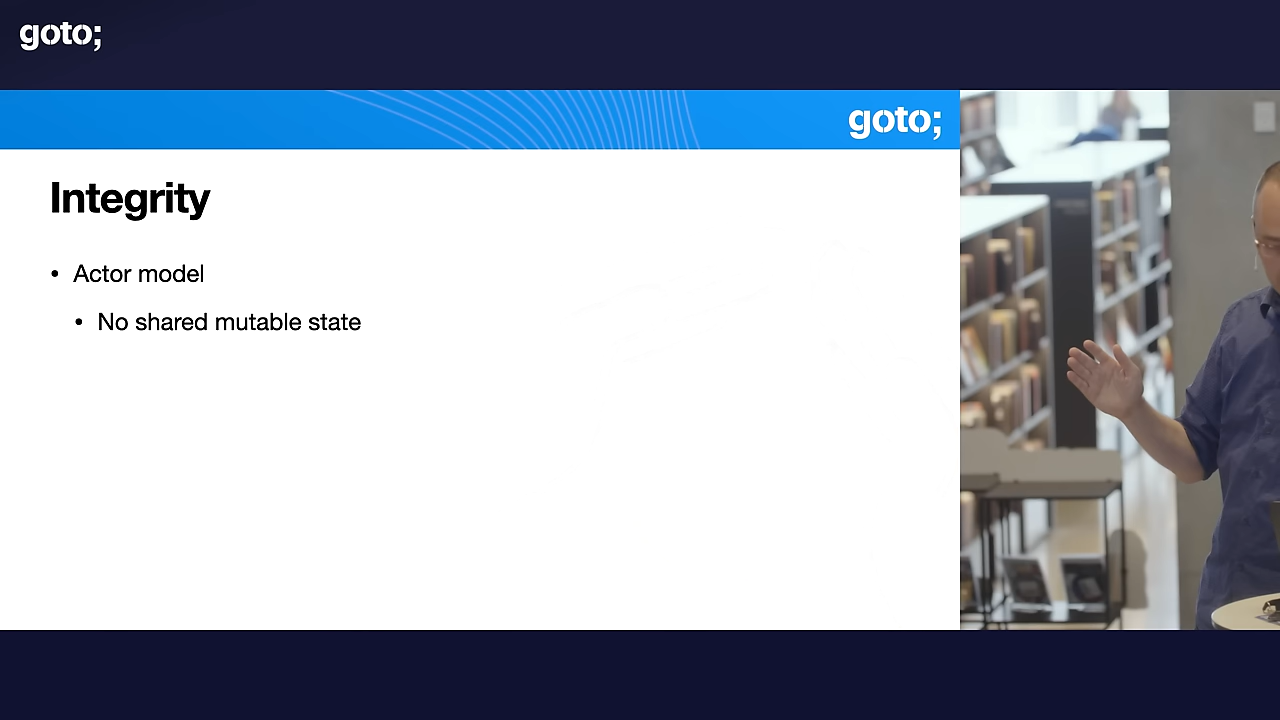 goto;
goto;
Integrity
• Actor model
• No shared mutable state